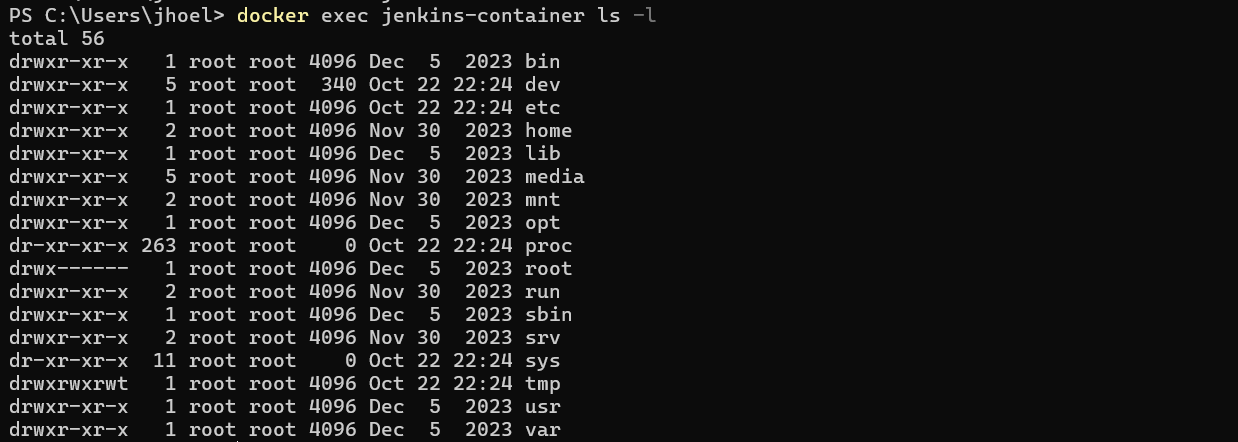 PS C:\Users\jhoel> docker exec jenkins-container ls -l
total 56
drwxr-xr-x   1 root root 4096 Dec  5  2023 bin
drwxr-xr-x   5 root root  340 Oct 22 22:24 dev
drwxr-xr-x   1 root root 4096 Oct 22 22:24 etc
drwxr-xr-x   2 root root 4096 Nov 30  2023 home
drwxr-xr-x   1 root root 4096 Dec  5  2023 lib
drwxr-xr-x   5 root root 4096 Nov 30  2023 media
drwxr-xr-x   2 root root 4096 Nov 30  2023 mnt
drwxr-xr-x   1 root root 4096 Dec  5  2023 opt
dr-xr-xr-x 263 root root    0 Oct 22 22:24 proc
drwx------   1 root root 4096 Dec  5  2023 root
drwxr-xr-x   2 root root 4096 Nov 30  2023 run
drwxr-xr-x   1 root root 4096 Dec  5  2023 sbin
drwxr-xr-x   2 root root 4096 Nov 30  2023 srv
dr-xr-xr-x  11 root root    0 Oct 22 22:24 sys
drwxrwxrwt   1 root root 4096 Oct 22 22:24 tmp
drwxr-xr-x   1 root root 4096 Dec  5  2023 usr
drwxr-xr-x   1 root root 4096 Dec  5  2023 var